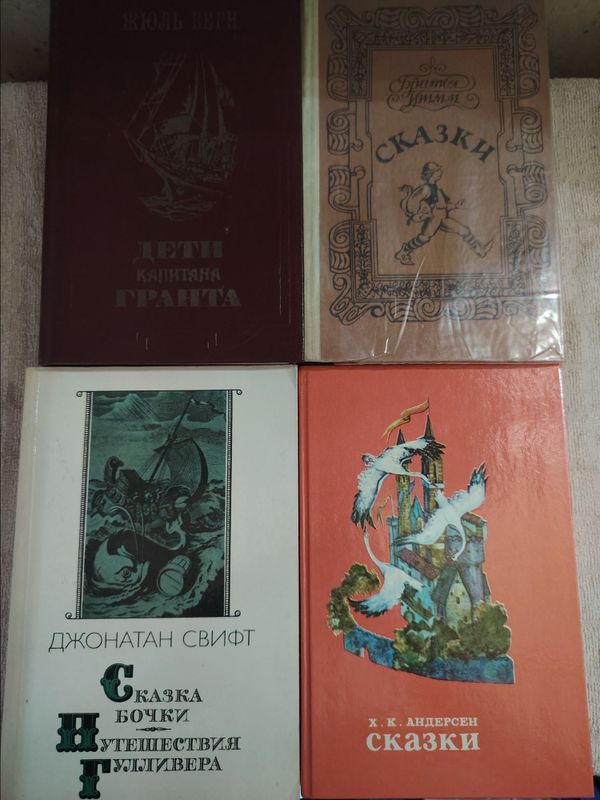 ЖЮЛЬ ВЕРН
ДЕТИ
КАПИТАНА
ГРАНТА
Братья
Гримм
СКАЗКИ
ДЖОНАТАН СВИФТ
СКАЗКА
БОЧКИ
ПУТЕШЕСТВИЯ
ГУЛЛИВЕРА
Х. К. АНДЕРСЕН
СКАЗКИ